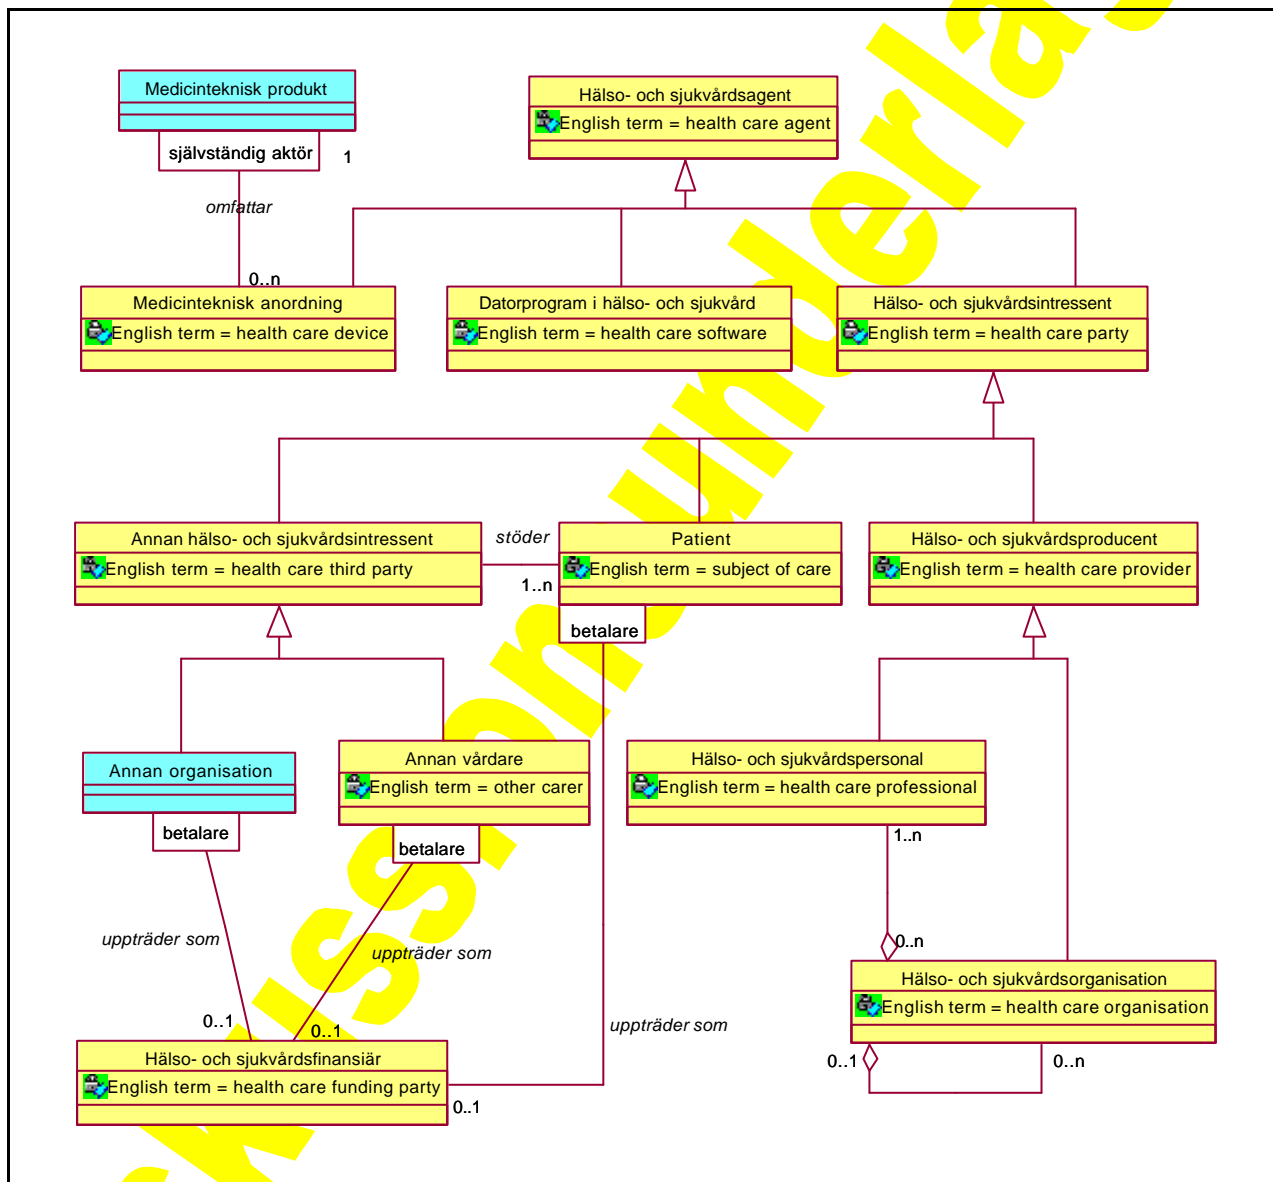 Medicinteknisk produkt
självständig aktör
1
omfattar
0..n
Hälso- och sjukvårdsagent
English term = health care agent
Medicinteknisk anordning
English term = health care device
Datorprogram i hälso- och sjukvård
English term = health care software
Hälso- och sjukvårdsintressent
English term = health care party
Annan hälso- och sjukvårdsintressent
English term = health care third party
stöder
1..n
Patient
English term = subject of care
betalare
Hälso- och sjukvårdsproducent
English term = health care provider
Annan organisation
betalare
Annan vårdare
English term = other carer
betalare
Hälso- och sjukvårdspersonal
English term = health care professional
1..n
0..n
uppträder som
uppträder som
uppträder som
Hälso- och sjukvårdsorganisation
English term = health care organisation
0..1
0..n
0..1
0..1
Hälso- och sjukvårdsfinansiär
English term = health care funding party
0..1